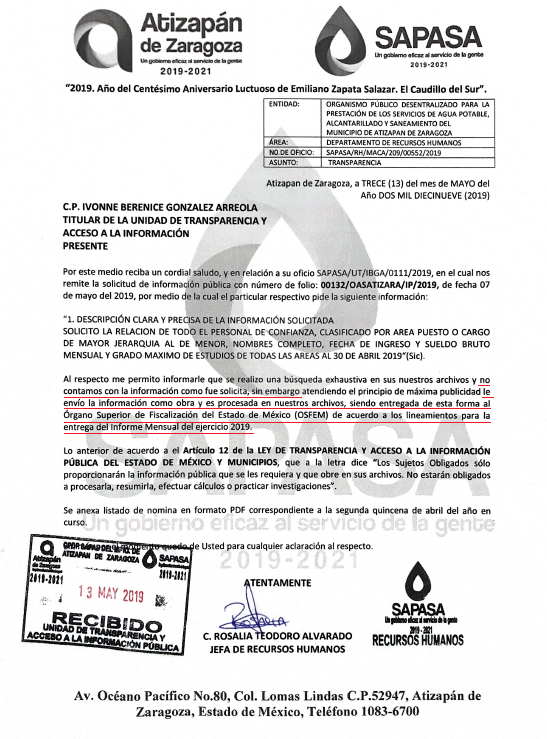 Atizapán
de Zaragoza
Un gobierno eficaz al servicio de la gente
2019-2021
SAPASA
Un gobierno eficaz al servicio de la gente
2019-2021
“2019. Año del Centésimo Aniversario Luctuoso de Emiliano Zapata Salazar. El Caudillo del Sur”.
ENTIDAD: ORGANISMO PÚBLICO DESENTRALIZADO PARA LA
PRESTACIÓN DE LOS SERVICIOS DE AGUA POTABLE,
ALCANTARILLADO Y SANEAMIENTO DEL
MUNICIPIO DE ATIZAPAN DE ZARAGOZA
ÁREA: DEPARTAMENTO DE RECURSOS HUMANOS
NO.DE OFICIO: SAPASA/RH/MACA/209/00552/2019
ASUNTO: TRANSPARENCIA
Atizapan de Zaragoza, a TRECE (13) del mes de MAYO del
Año DOS MIL DIECINUEVE (2019)
C.P. IVONNE BERENICE GONZALEZ ARREOLA
TITULAR DE LA UNIDAD DE TRANSPARENCIA Y
ACCESO A LA INFORMACIÓN
PRESENTE
Por este medio reciba un cordial saludo, y en relación a su oficio SAPASA/UT/IBGA/0111/2019, en el cual nos
remite la solicitud de información pública con número de folio: 00132/OASATIZARA/IP/2019, de fecha 07
de mayo del 2019, por medio de la cual el particular respectivo pide la siguiente información:
“1. DESCRIPCIÓN CLARA Y PRECISA DE LA INFORMACIÓN SOLICITADA
SOLICITO LA RELACION DE TODO EL PERSONAL DE CONFIANZA, CLASIFICADO POR AREA PUESTO O CARGO
DE MAYOR JERARQUIA AL DE MENOR, NOMBRES COMPLETO, FECHA DE INGRESO Y SUELDO BRUTO
MENSUAL Y GRADO MAXIMO DE ESTUDIOS DE TODAS LAS AREAS AL 30 DE ABRIL 2019”(Sic).
Al respecto me permito informarle que se realizo una búsqueda exhaustiva en sus nuestros archivos y no
contamos con la información como fue solicita, sin embargo atendiendo el principio de máxima publicidad le
envío la información como obra y es procesada en nuestros archivos, siendo entregada de esta forma al
Órgano Superior de Fiscalización del Estado de México (OSFEM) de acuerdo a los lineamientos para la
entrega del Informe Mensual del ejercicio 2019.
Lo anterior de acuerdo a el Artículo 12 de la LEY DE TRANSPARENCIA Y ACCESO A LA INFORMACIÓN
PÚBLICA DEL ESTADO DE MÉXICO Y MUNICIPIOS, que a la letra dice “Los Sujetos Obligados sólo
proporcionarán la información pública que se les requiera y que obre en sus archivos. No estarán obligados
a procesarla, resumirla, efectuar cálculos o practicar investigaciones”.
SAPASA
Se anexa listado de nomina en formato PDF correspondiente a la segunda quincena de abril del año en
curso.
Un gobierno eficaz al servicio de la gente
2019-2021
quedo de Usted para cualquier aclaración al respecto.
Atizapán
de Zaragoza
2019-2021
ATIZAPAN DE ZARAGOZA
SAPASA
2019-2021
13 MAY 2019
RECIBIDO
UNIDAD DE TRANSPARENCIA Y
ACCESO A LA INFORMACIÓN PÚBLICA
ATENTAMENTE
C. ROSALIA TEODORO ALVARADO
JEFA DE RECURSOS HUMANOS
SAPASA
Un gobierno eficaz al servicio de la gente
2019 - 2021
RECURSOS HUMANOS
Av. Océano Pacífico No.80, Col. Lomas Lindas C.P.52947, Atizapán de
Zaragoza, Estado de México, Teléfono 1083-6700